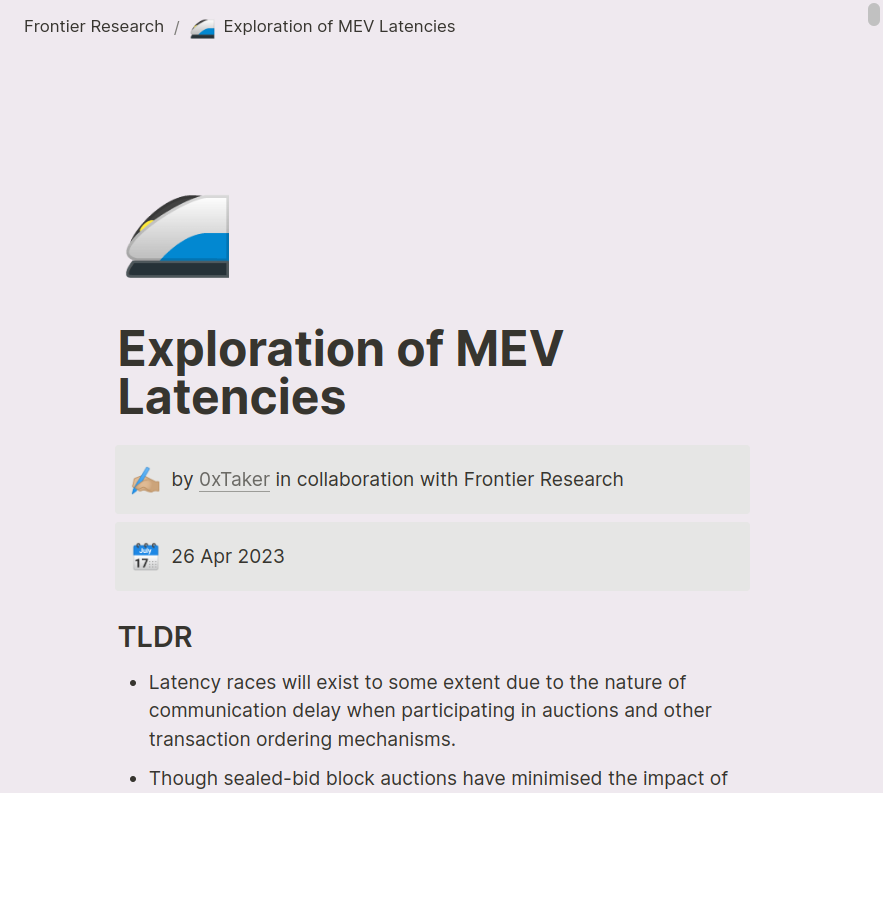 Frontier Research / Exploration of MEV Latencies
Exploration of MEV
Latencies
by 0xTaker in collaboration with Frontier Research
July
17
26 Apr 2023
TLDR
• Latency races will exist to some extent due to the nature of
communication delay when participating in auctions and other
transaction ordering mechanisms.
• Though sealed-bid block auctions have minimised the impact of